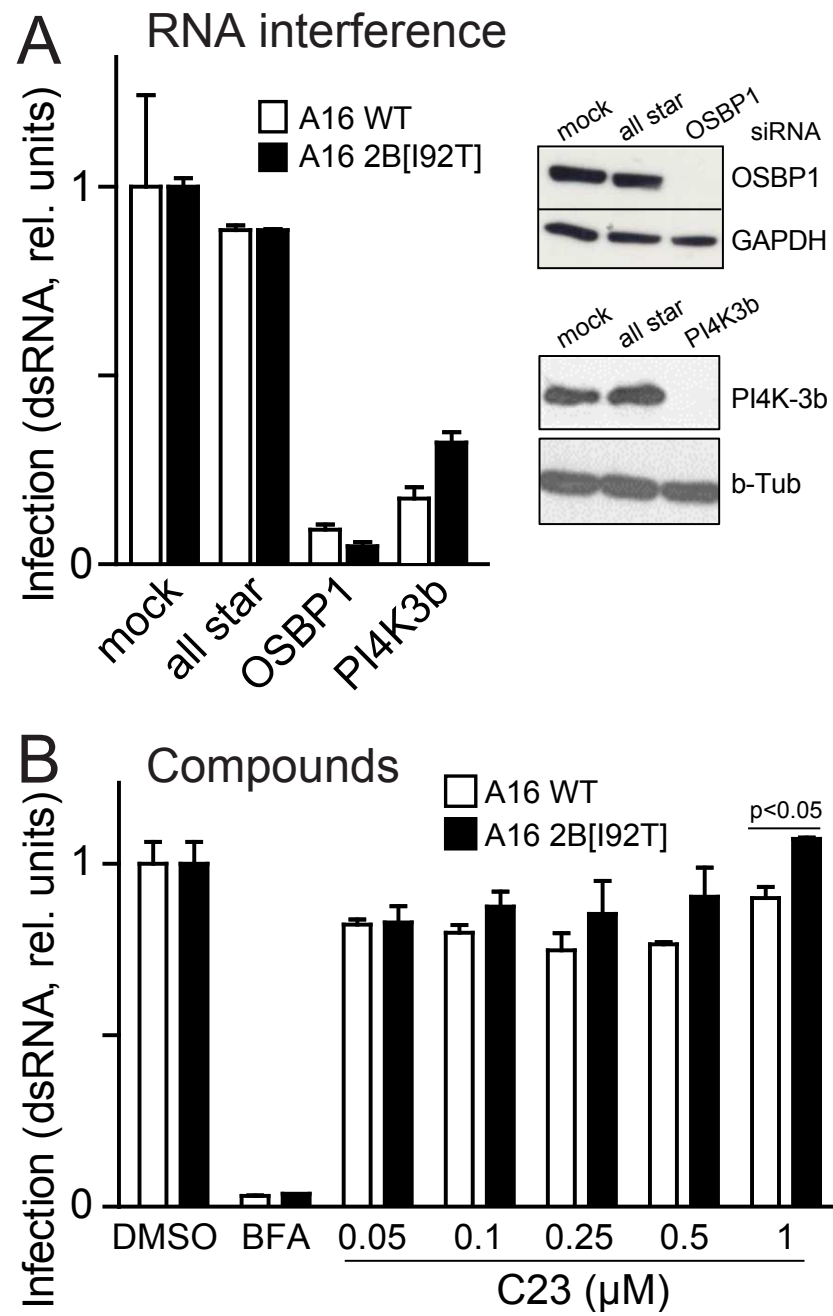 A
RNA interference
Infection (dsRNA, rel. units)
1
0
A16 WT
A16 2B[I92T]
mock
all star
OSBP1
PI4K3b
mock
all star
OSBP1
siRNA
OSBP1
GAPDH
mock
all star
PI4K3b
PI4K-3b
b-Tub
B
Compounds
Infection (dsRNA, rel. units)
1
0
A16 WT
A16 2B[I92T]
p<0.05
DMSO BFA 0.05 0.1 0.25 0.5 1
C23 (µM)